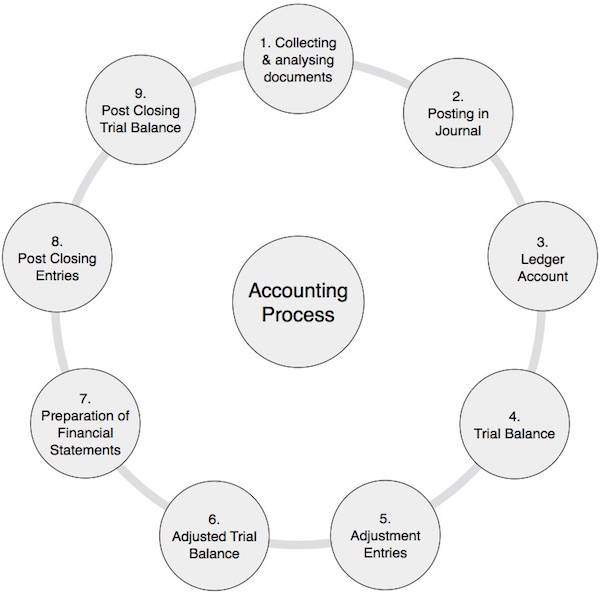 1. Collecting
& analysing
documents
2.
Posting in
Journal
3.
Ledger
Account
4.
Trial Balance
5.
Adjustment
Entries
6.
Adjusted Trial
Balance
7.
Preparation of
Financial
Statements
8.
Post Closing
Entries
9.
Post Closing
Trial Balance
Accounting
Process